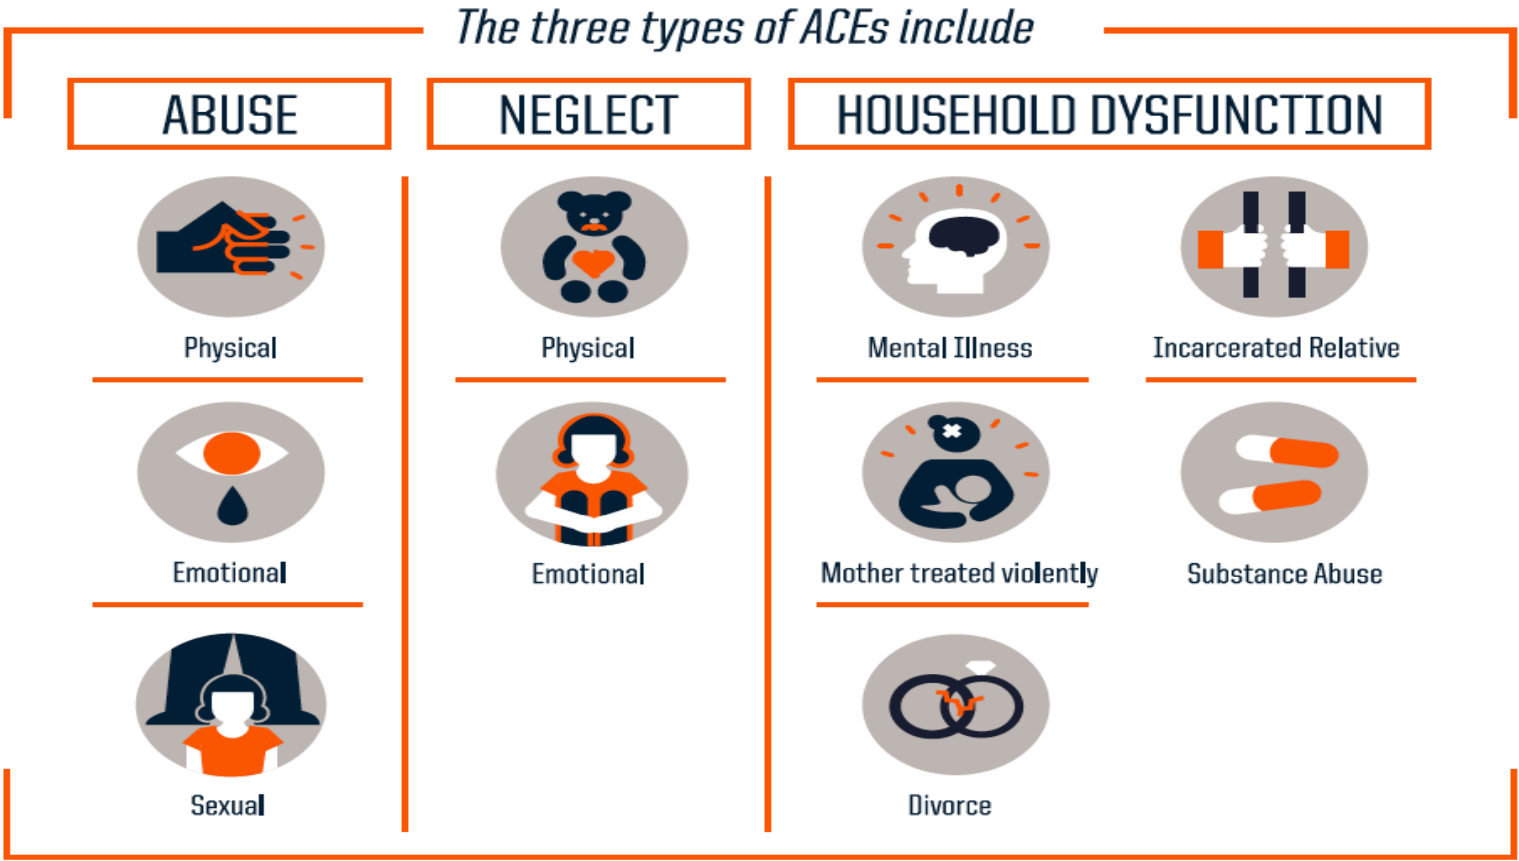 The three types of ACEs include
ABUSE
Physical
Emotional
Sexual
NEGLECT
Physical
Emotional
HOUSEHOLD DYSFUNCTION
Mental Illness
Incarcerated Relative
Mother treated violently
Substance Abuse
Divorce